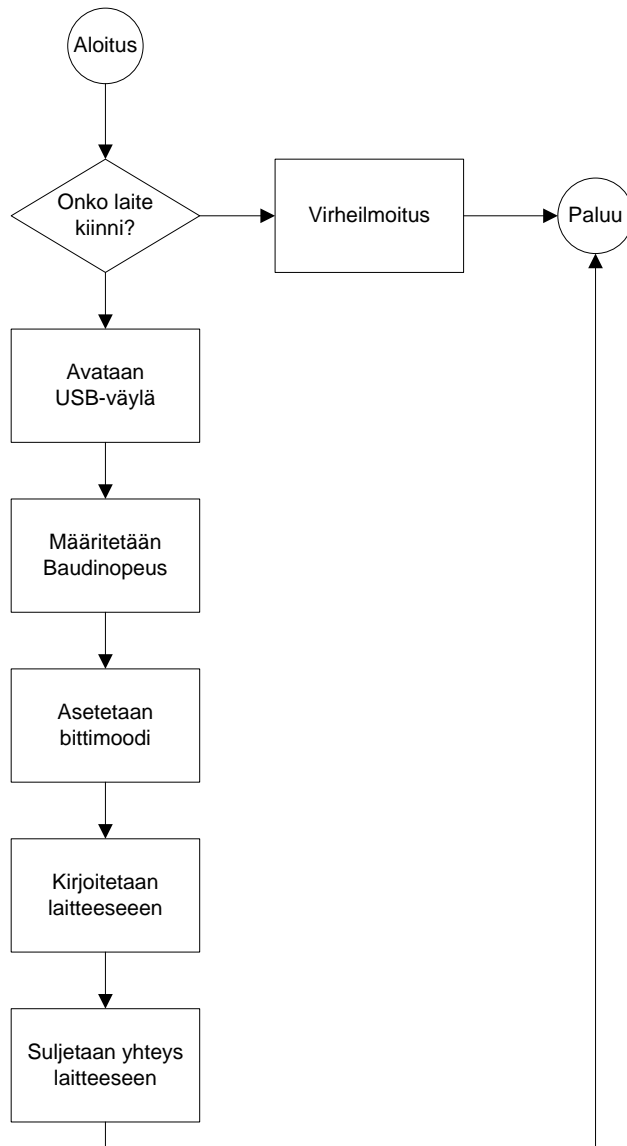 Aloitus
Onko laite
kiinni?
Virheilmoitus
Paluu
Avataan
USB-väylä
Määritetään
Baudinopeus
Asetetaan
bittimoodi
Kirjoitetaan
laitteeseeen
Suljetaan yhteys
laitteeseen